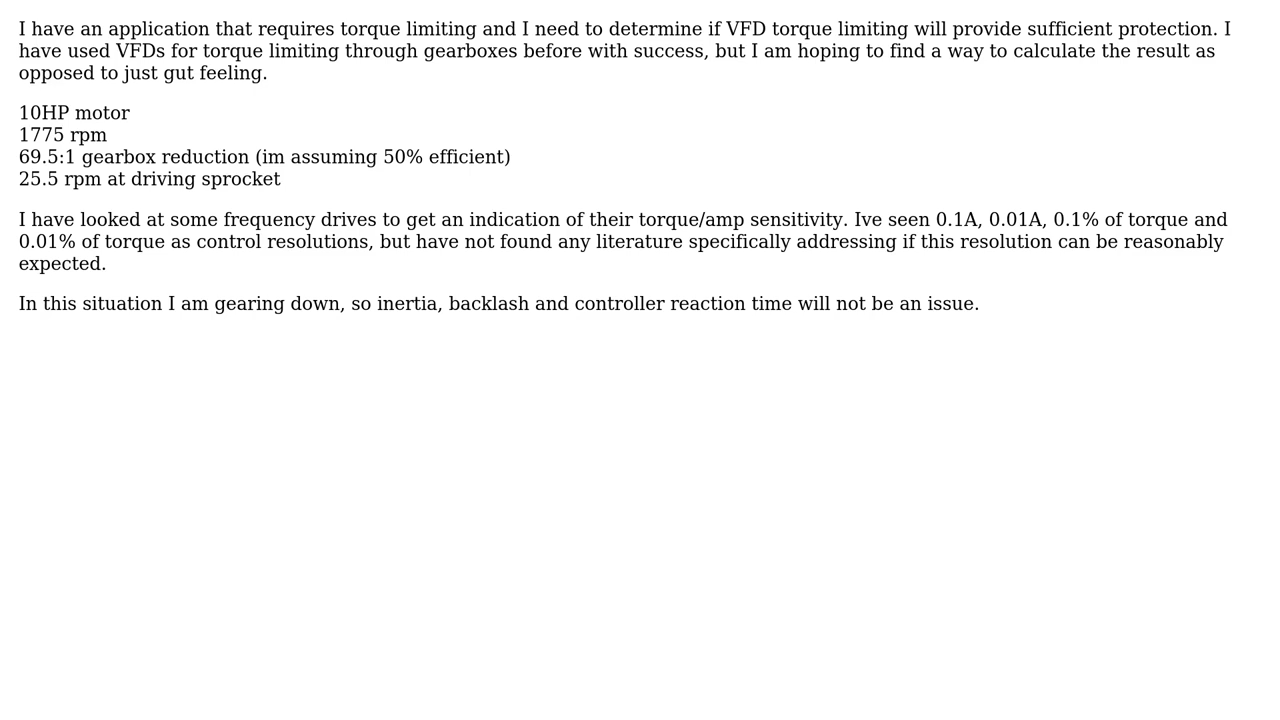 I have an application that requires torque limiting and I need to determine if VFD torque limiting will provide sufficient protection. I
have used VFDs for torque limiting through gearboxes before with success, but I am hoping to find a way to calculate the result as
opposed to just gut feeling.
10HP motor
1775 rpm
69.5:1 gearbox reduction (im assuming 50% efficient)
25.5 rpm at driving sprocket
I have looked at some frequency drives to get an indication of their torque/amp sensitivity. Ive seen 0.1A, 0.01A, 0.1% of torque and
0.01% of torque as control resolutions, but have not found any literature specifically addressing if this resolution can be reasonably
expected.
In this situation I am gearing down, so inertia, backlash and controller reaction time will not be an issue.